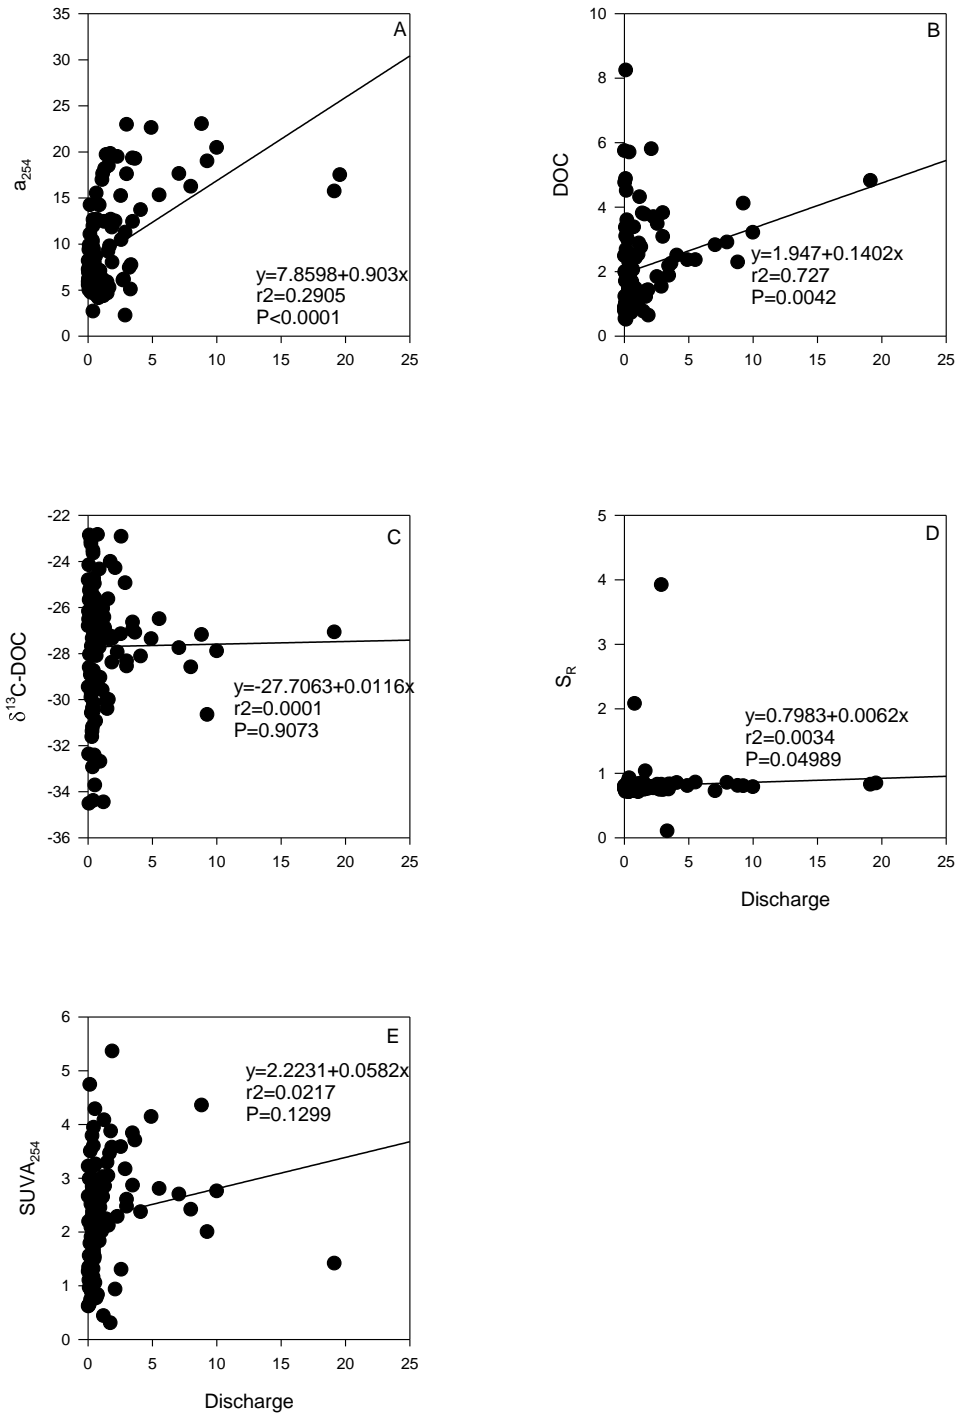 A
35
30
25
20
15
10
5
0
a254
y=7.8598+0.903x
r2=0.2905
P<0.0001
0 5 10 15 20 25
B
10
8
6
4
2
0
DOC
y=1.947+0.1402x
r2=0.727
P=0.0042
0 5 10 15 20 25
C
-22
-24
-26
-28
-30
-32
-34
-36
δ13C-DOC
y=-27.7063+0.0116x
r2=0.0001
P=0.9073
0 5 10 15 20 25
D
5
4
3
2
1
0
SR
y=0.7983+0.0062x
r2=0.0034
P=0.04989
0 5 10 15 20 25
Discharge
E
6
5
4
3
2
1
0
SUVA254
y=2.2231+0.0582x
r2=0.0217
P=0.1299
0 5 10 15 20 25
Discharge